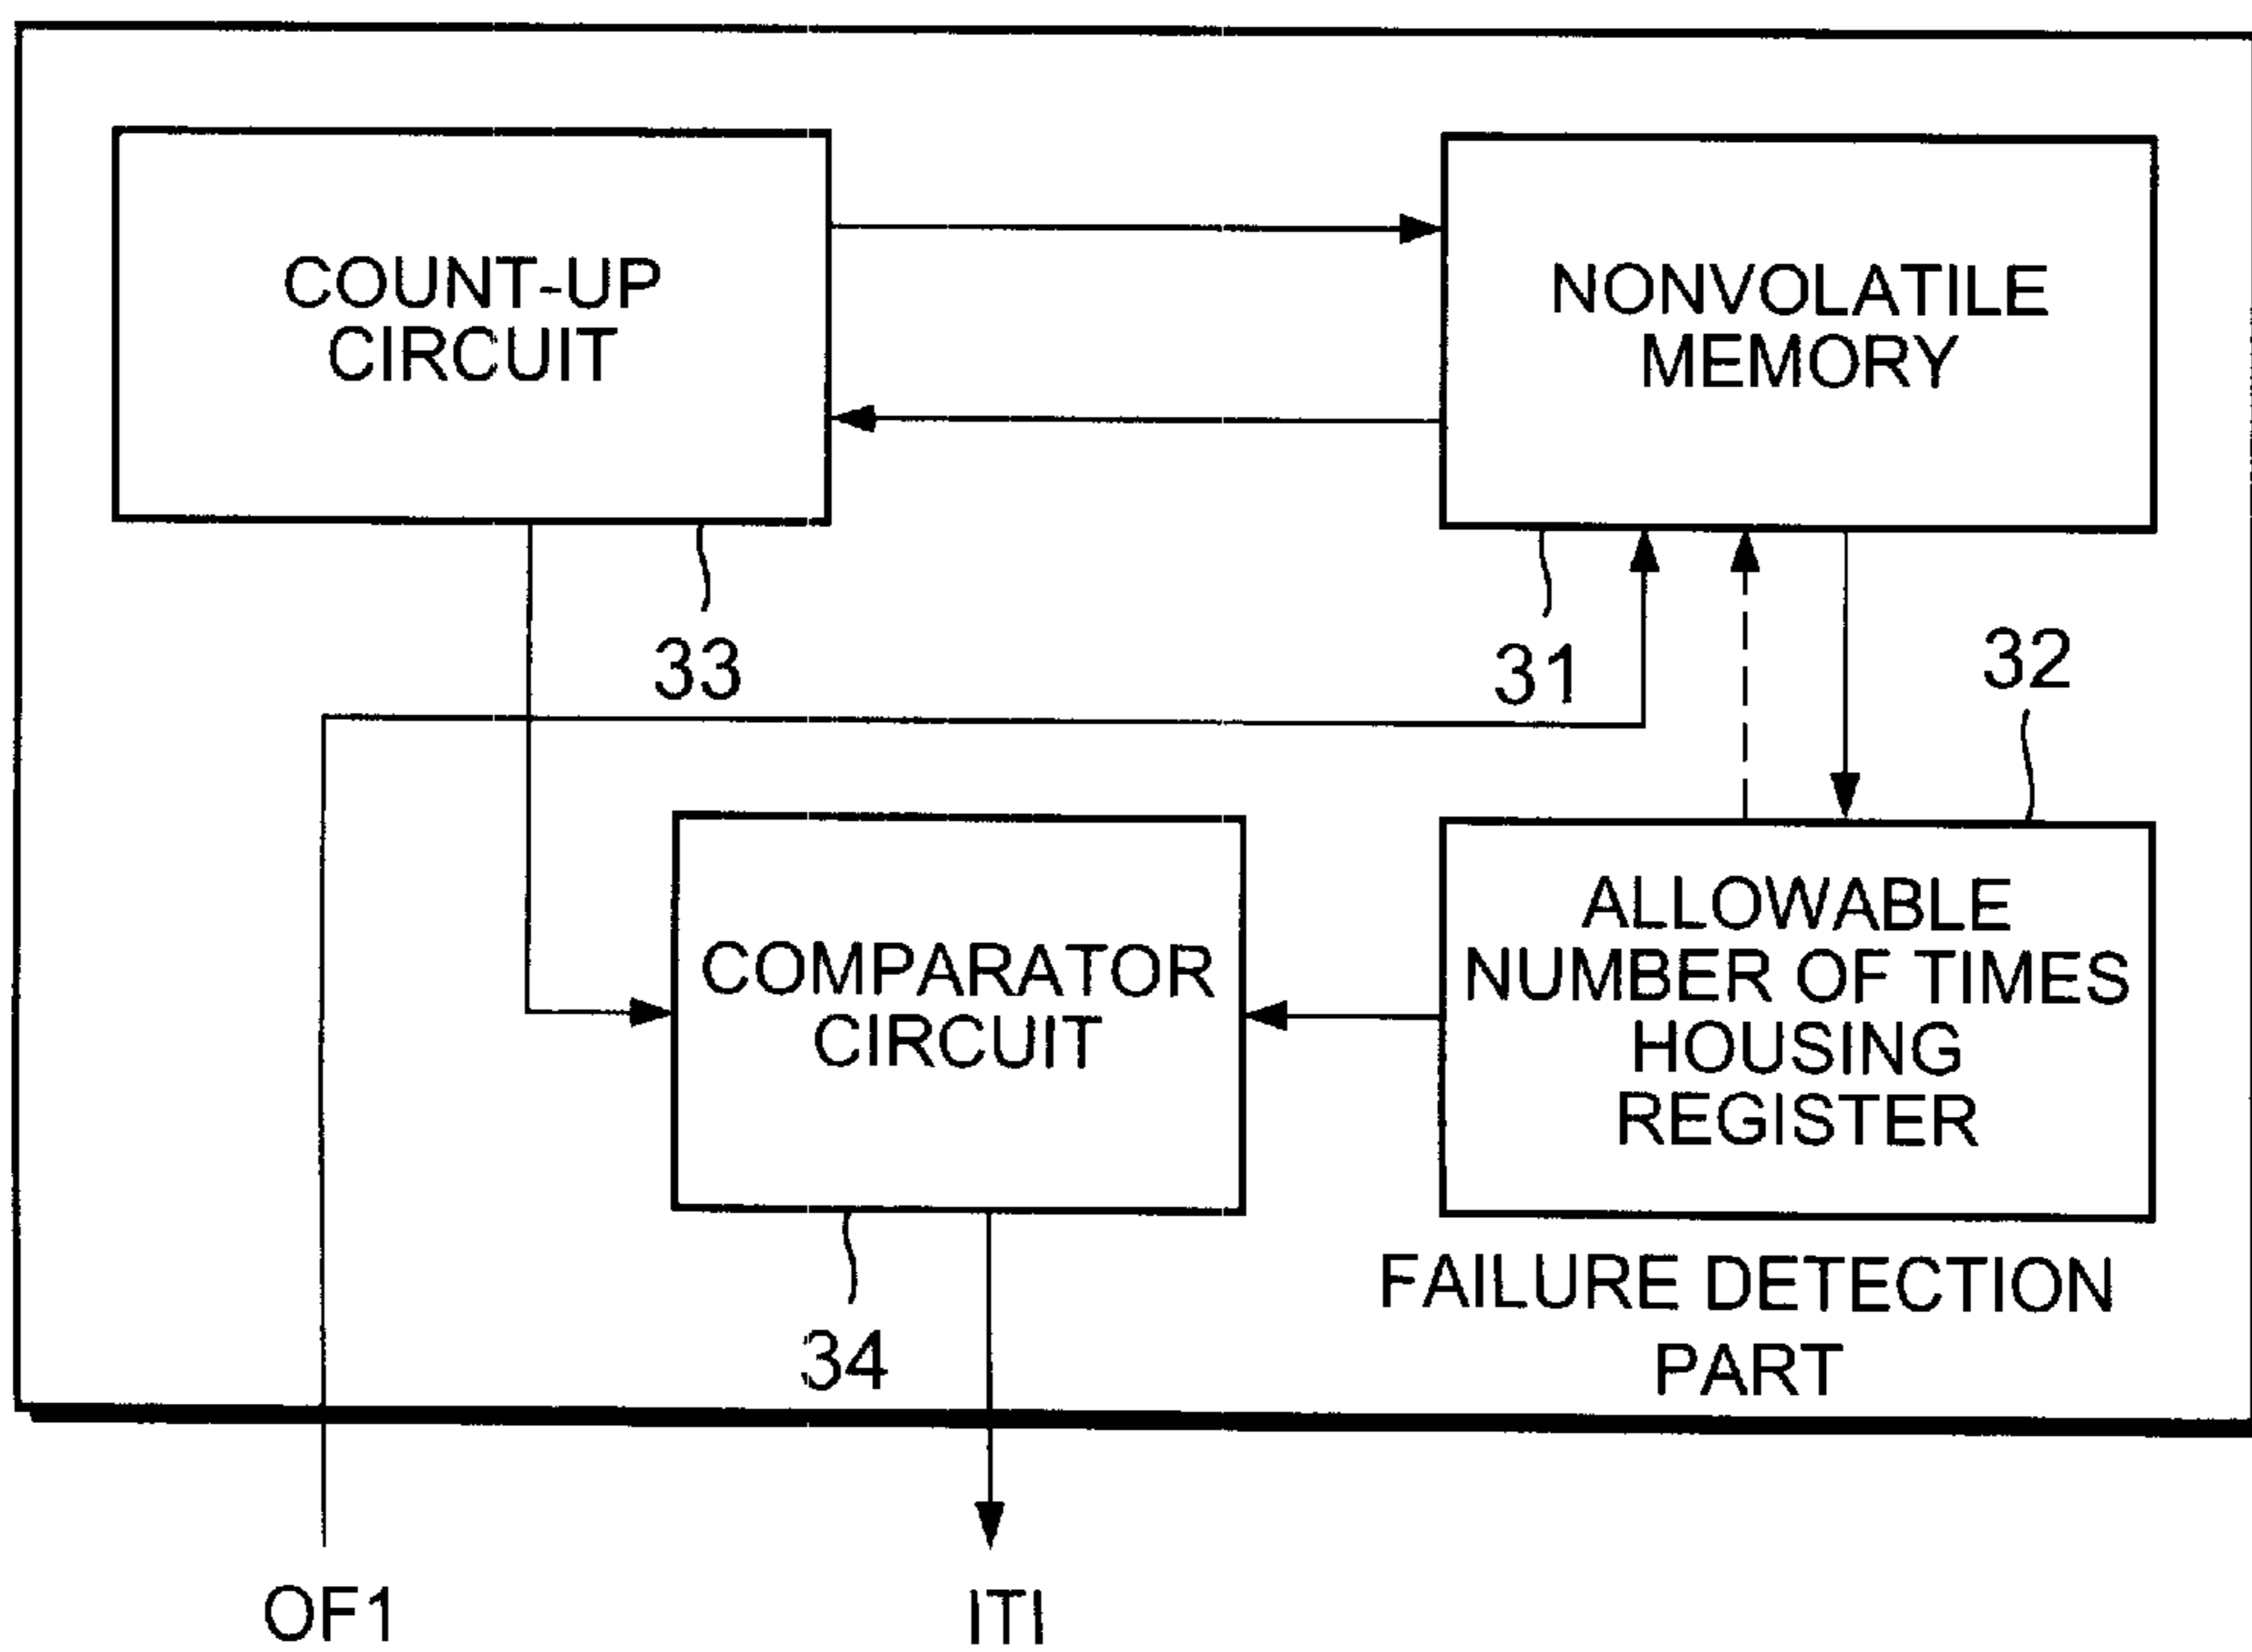 COUNT-UP
CIRCUIT
NONVOLATILE
MEMORY
33
31
32
COMPARATOR
CIRCUIT
ALLOWABLE
NUMBER OF TIMES
HOUSING
REGISTER
34
FAILURE DETECTION
PART
OF1
ITI